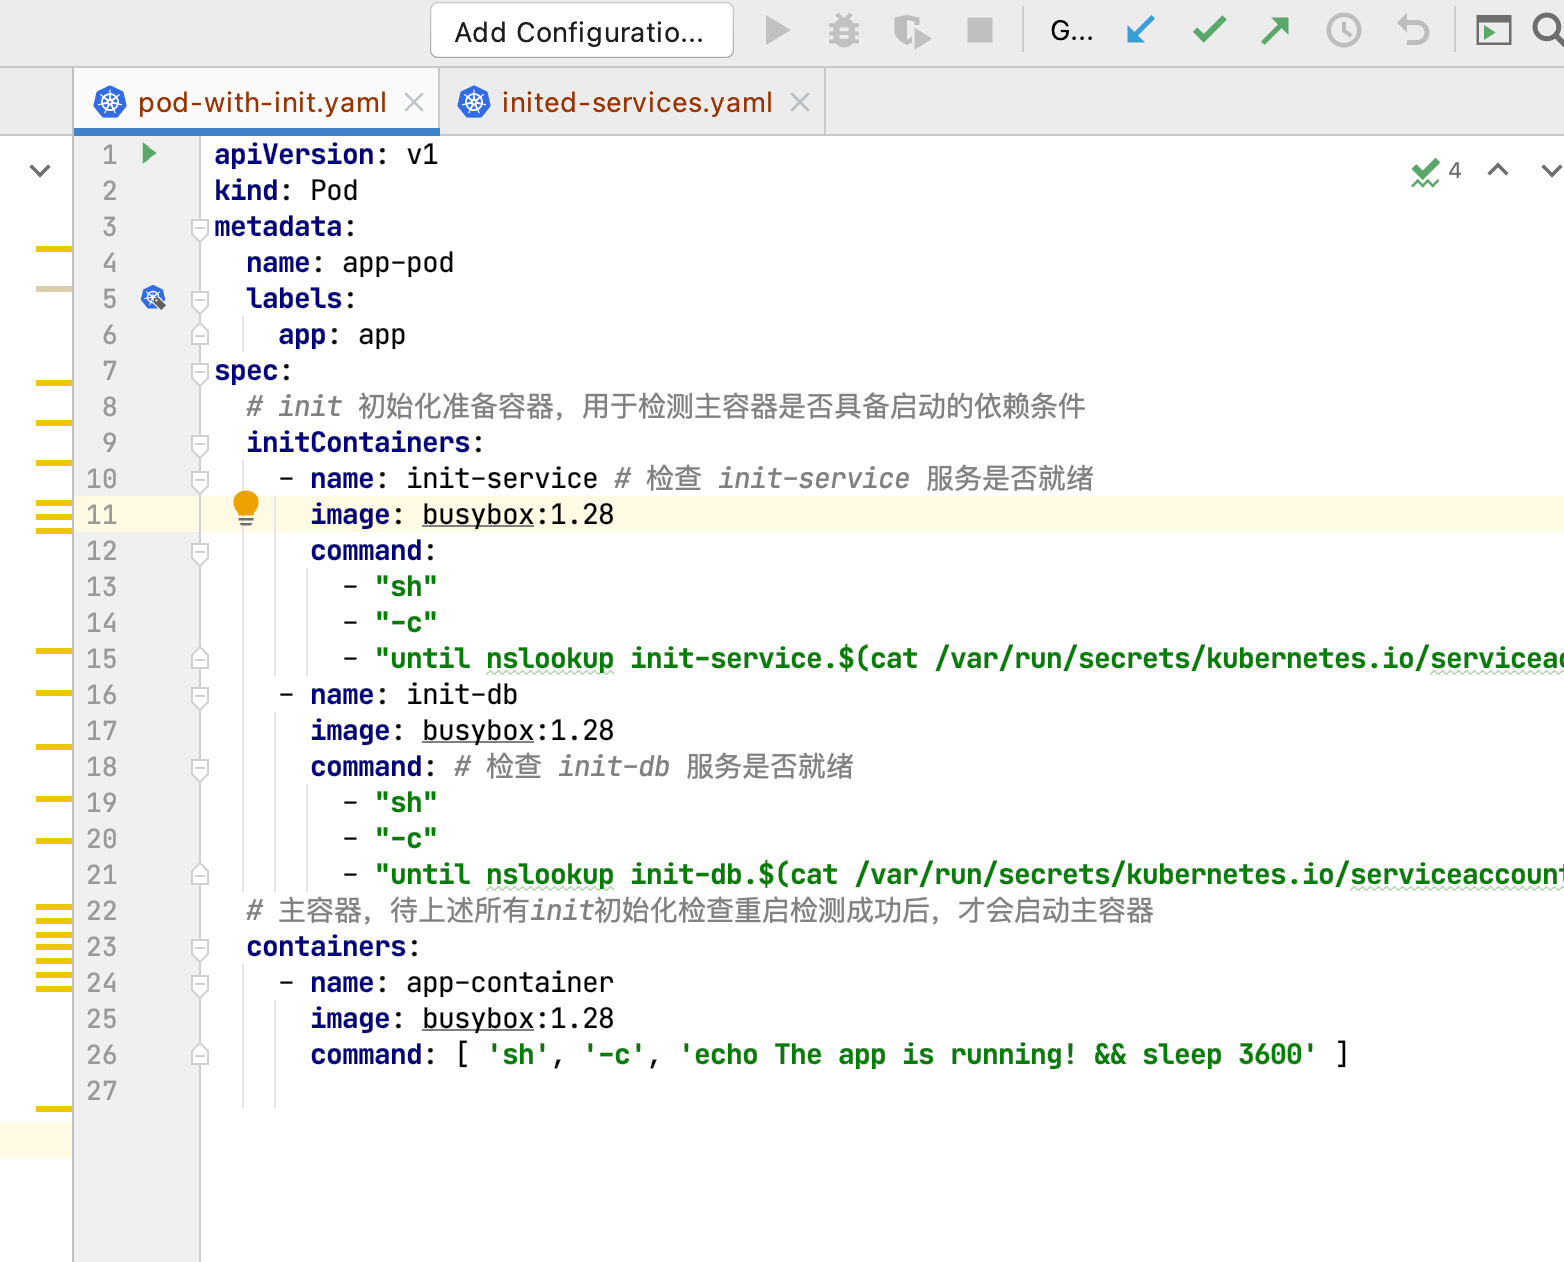 Add Configuratio...
G...
pod-with-init.yaml
inited-services.yaml
4
1 apiVersion: v1
2 kind: Pod
3 metadata:
4 name: app-pod
5 labels:
6 app: app
7 spec:
8 # init 初始化准备容器，用于检测主容器是否具备启动的依赖条件
9 initContainers:
10 - name: init-service # 检查 init-service 服务是否就绪
11 image: busybox:1.28
12 command:
13 - "sh"
14 - "-c"
15 - "until nslookup init-service.$(cat /var/run/secrets/kubernetes.io/serviceac
16 - name: init-db
17 image: busybox:1.28
18 command: # 检查 init-db 服务是否就绪
19 - "sh"
20 - "-c"
21 - "until nslookup init-db.$(cat /var/run/secrets/kubernetes.io/serviceaccount
22 # 主容器，待上述所有init初始化检查重启检测成功后，才会启动主容器
23 containers:
24 - name: app-container
25 image: busybox:1.28
26 command: [ 'sh', '-c', 'echo The app is running! && sleep 3600' ]
27